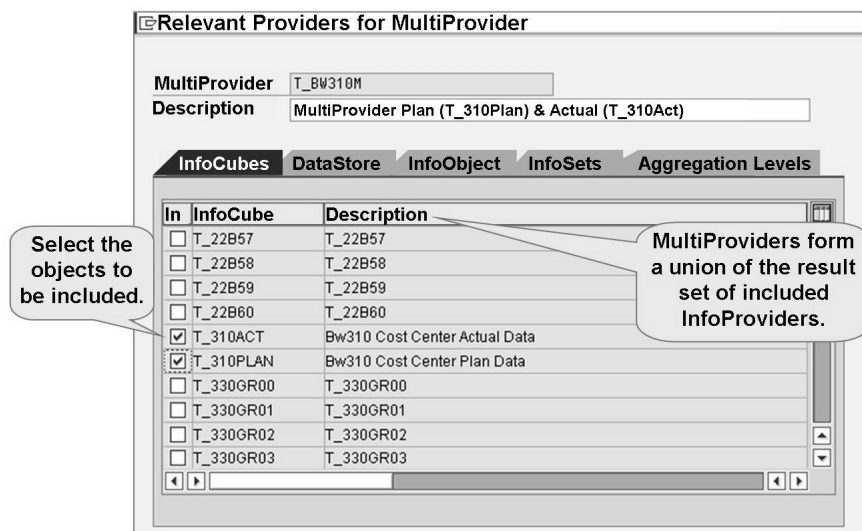 Relevant Providers for MultiProvider
MultiProvider T_BW310M
Description MultiProvider Plan (T_310Plan) & Actual (T_310Act)
InfoCubes DataStore InfoObject InfoSets Aggregation Levels
In InfoCube Description
T_22B57 T_22B57
T_22B58 T_22B58
T_22B59 T_22B59
T_22B60 T_22B60
T_310ACT Bw310 Cost Center Actual Data
T_310PLAN Bw310 Cost Center Plan Data
T_330GR00 T_330GR00
T_330GR01 T_330GR01
T_330GR02 T_330GR02
T_330GR03 T_330GR03
Select the
objects to
be included.
MultiProviders form
a union of the result
set of included
InfoProviders.